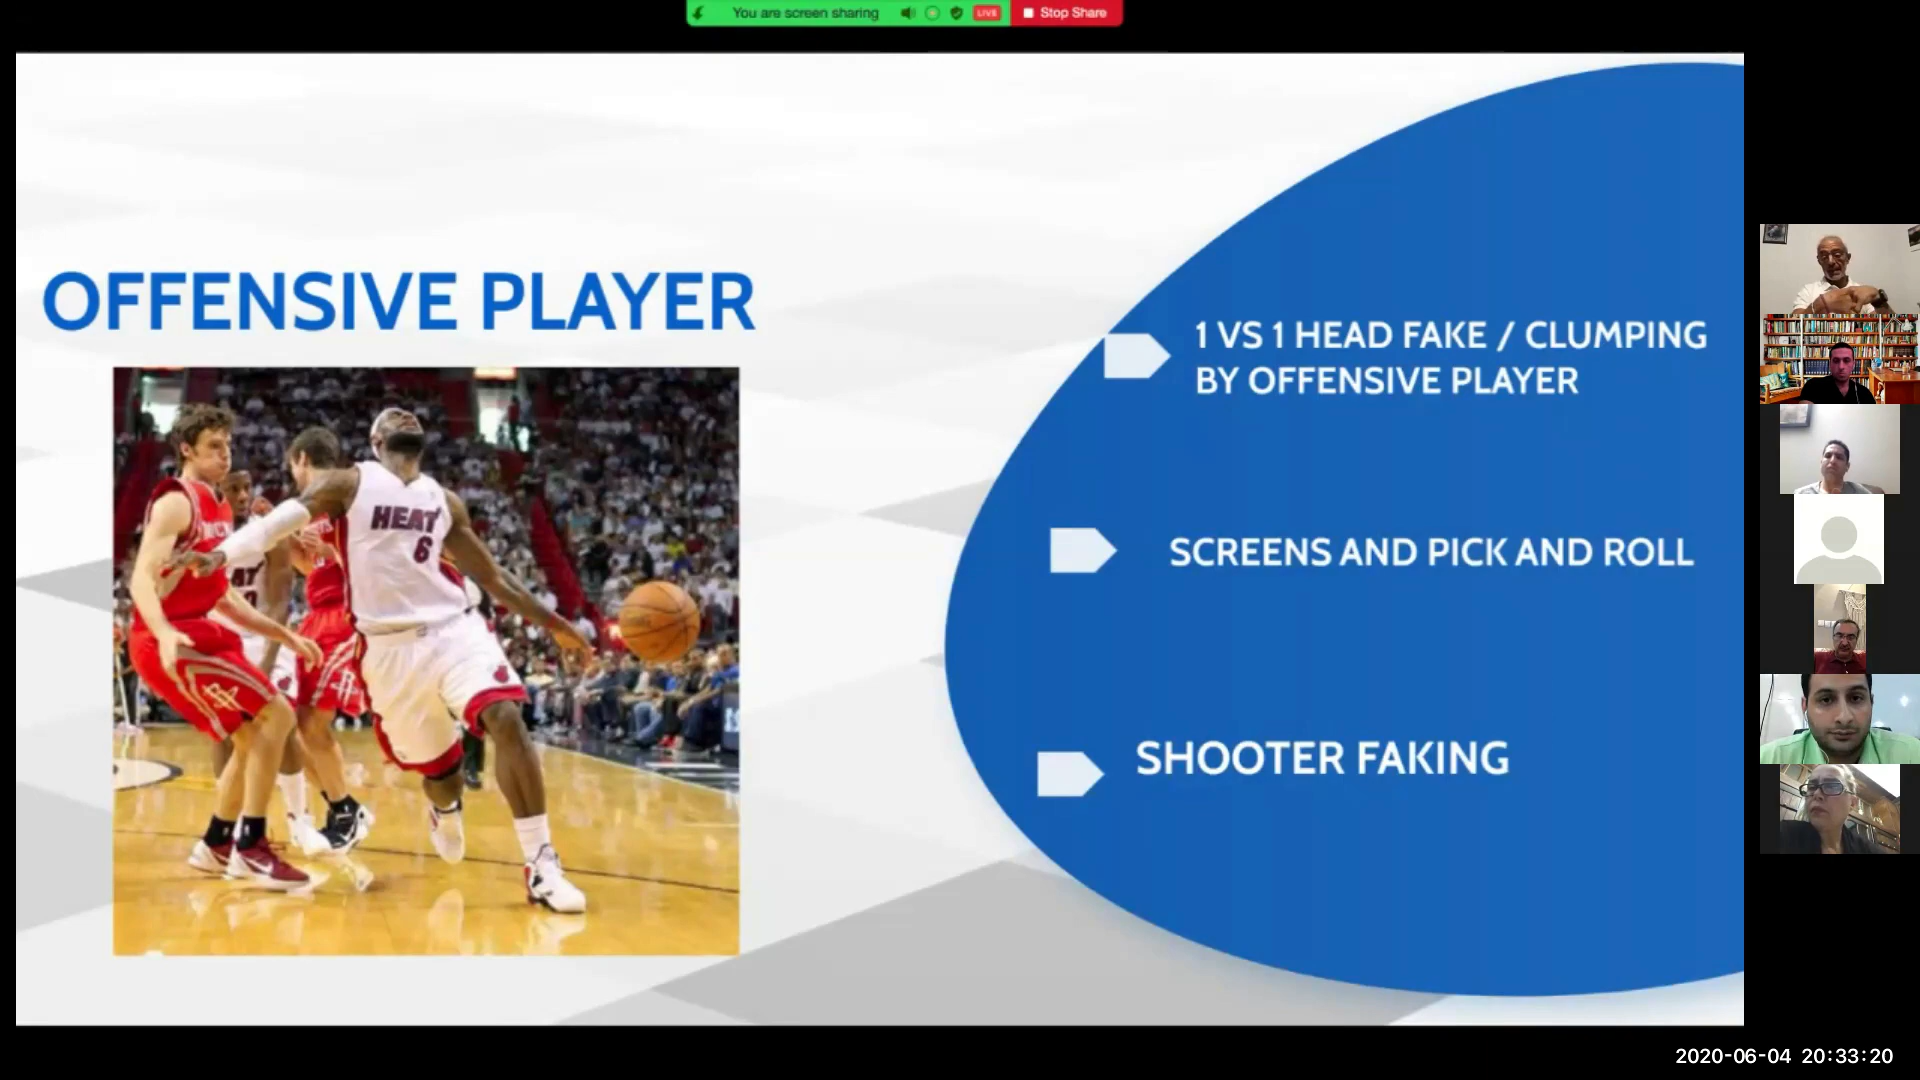 You are screen sharing
LIVE
Stop Share
OFFENSIVE PLAYER
1 VS 1 HEAD FAKE / CLUMPING
BY OFFENSIVE PLAYER
SCREENS AND PICK AND ROLL
SHOOTER FAKING
HEAT
6
2020-06-04 20:33:20